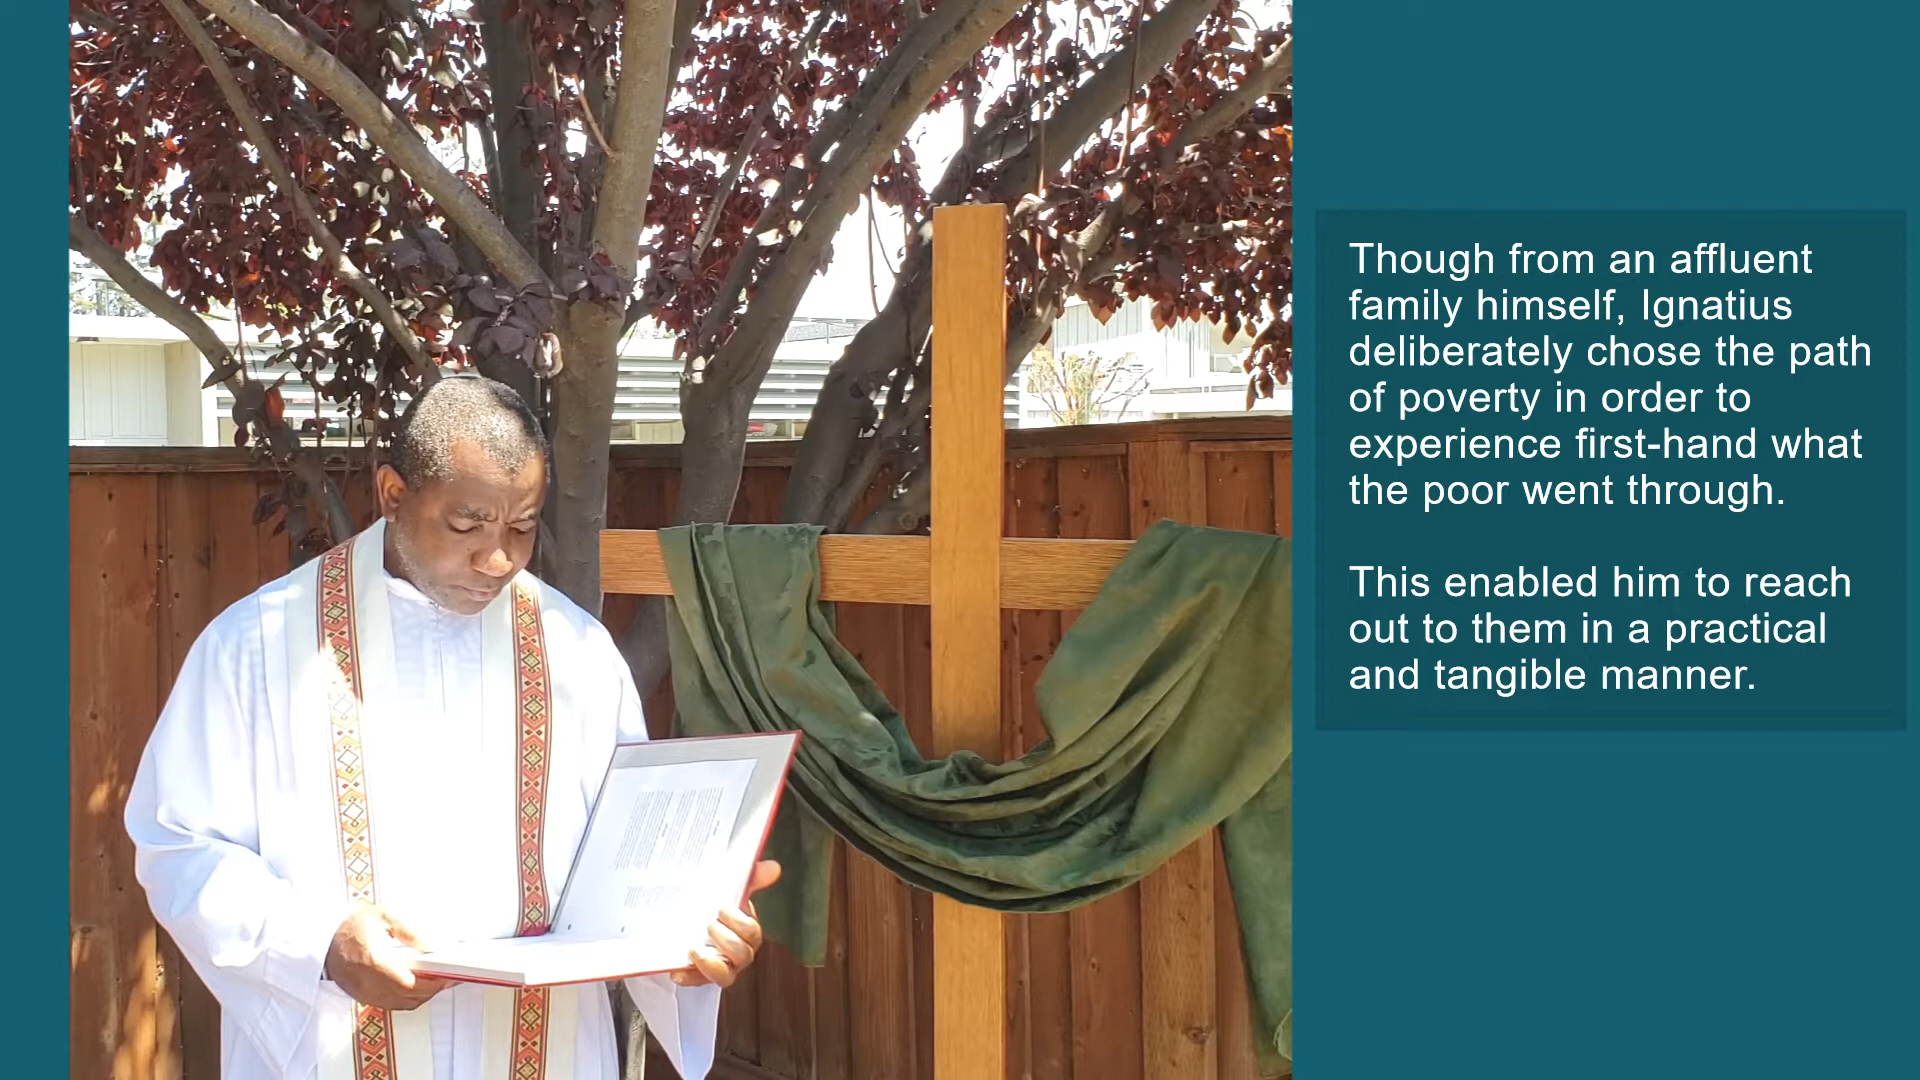 Though from an affluent
family himself, Ignatius
deliberately chose the path
of poverty in order to
experience first-hand what
the poor went through.
This enabled him to reach
out to them in a practical
and tangible manner.